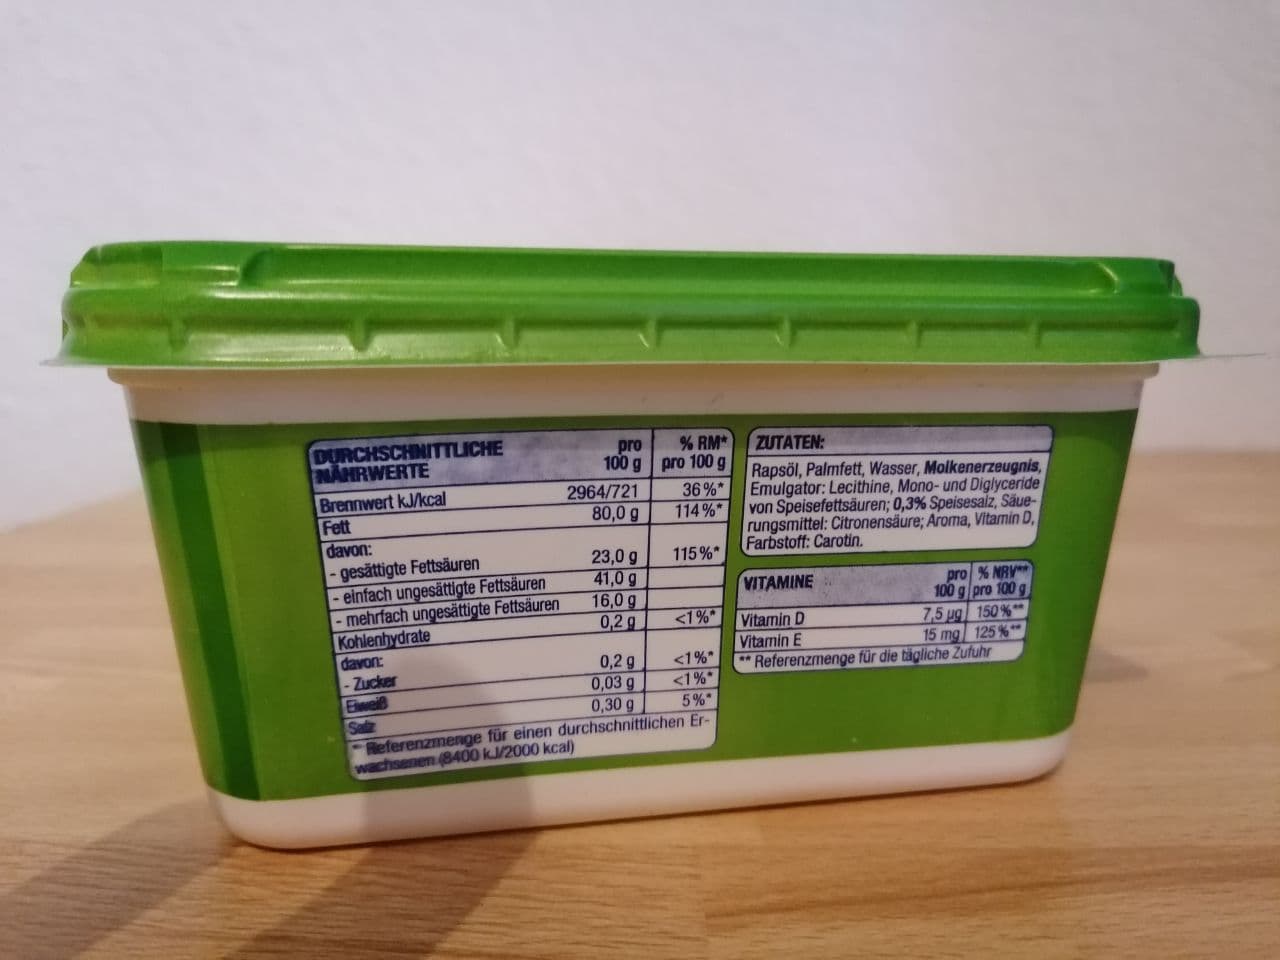 DURCHSCHNITTLICHE NÄHRWERTE pro 100 g % RM* pro 100 g
Brennwert kJ/kcal 2964/721 36%*
Fett 80,0 g 114%*
davon:
- gesättigte Fettsäuren 23,0 g 115%*
- einfach ungesättigte Fettsäuren 41,0 g
- mehrfach ungesättigte Fettsäuren 16,0 g
Kohlenhydrate 0,2 g <1%*
davon:
- Zucker 0,2 g <1%*
Eiweiß 0,03 g <1%*
Salz 0,30 g 5%*
* Referenzmenge für einen durchschnittlichen Er-
wachsenen (8400 kJ/2000 kcal)
ZUTATEN:
Rapsöl, Palmfett, Wasser, Molkenerzeugnis,
Emulgator: Lecithine, Mono- und Diglyceride
von Speisefettsäuren; 0,3% Speisesalz, Säue-
rungsmittel: Citronensäure; Aroma, Vitamin D,
Farbstoff: Carotin.
VITAMINE pro 100 g % NRV** pro 100 g
Vitamin D 7,5 µg 150%**
Vitamin E 15 mg 125%**
** Referenzmenge für die tägliche Zufuhr